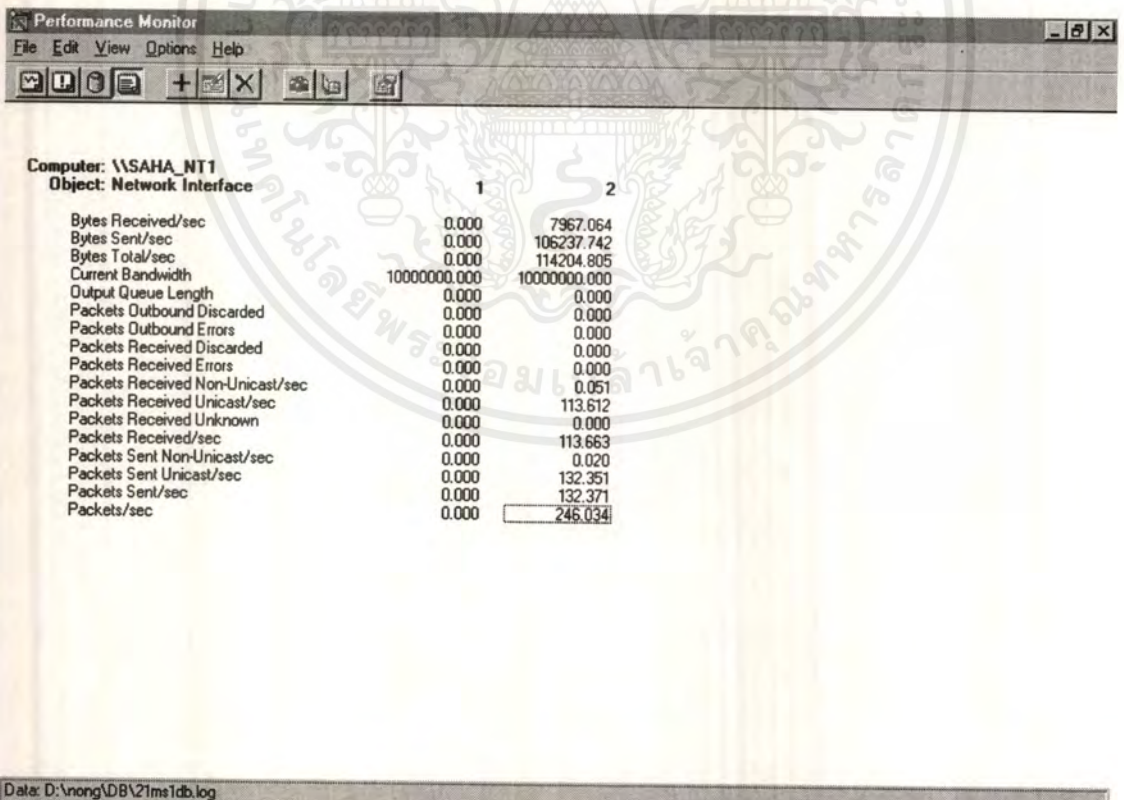 Performance Monitor
File Edit View Options Help
Computer: \\SAHA_NT1
Object: Network Interface 1 2
Bytes Received/sec 0.000 7967.064
Bytes Sent/sec 0.000 106237.742
Bytes Total/sec 0.000 114204.805
Current Bandwidth 10000000.000 10000000.000
Output Queue Length 0.000 0.000
Packets Outbound Discarded 0.000 0.000
Packets Outbound Errors 0.000 0.000
Packets Received Discarded 0.000 0.000
Packets Received Errors 0.000 0.000
Packets Received Non-Unicast/sec 0.000 0.051
Packets Received Unicast/sec 0.000 113.612
Packets Received Unknown 0.000 0.000
Packets Received/sec 0.000 113.663
Packets Sent Non-Unicast/sec 0.000 0.020
Packets Sent Unicast/sec 0.000 132.351
Packets Sent/sec 0.000 132.371
Packets/sec 0.000 246.034
Data: D:\nong\DB\21ms1db.log